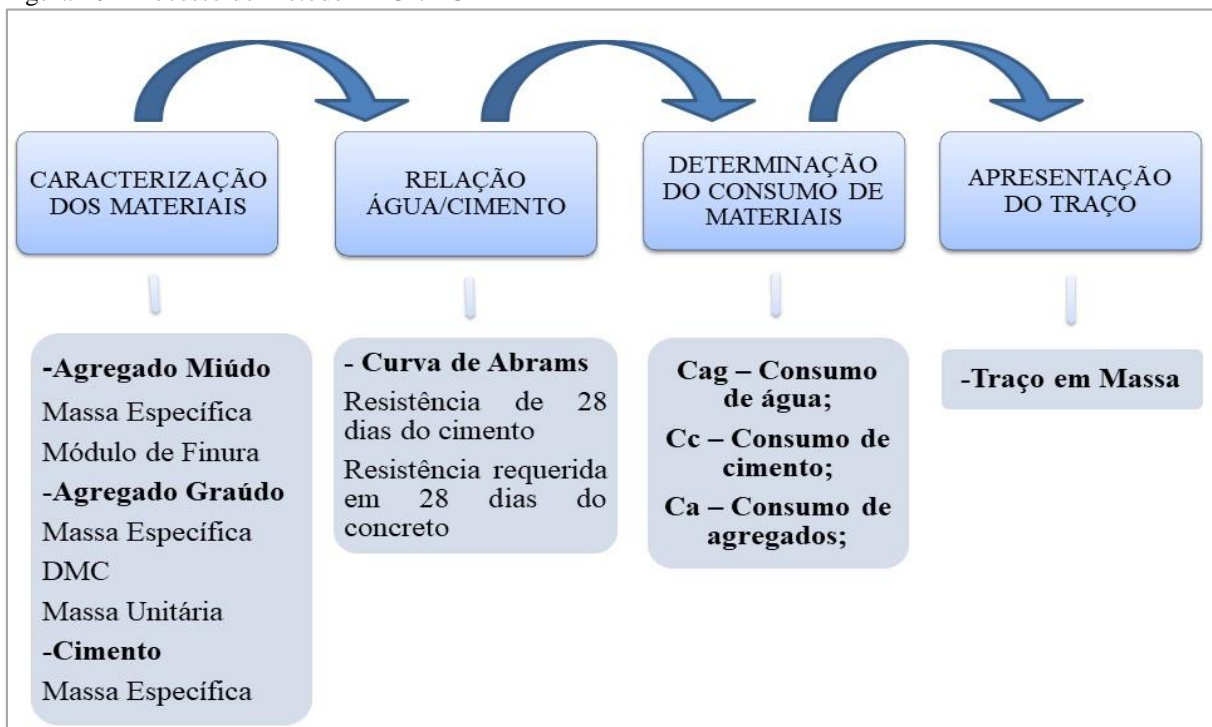 CARACTERIZAÇÃO
DOS MATERIAIS
RELAÇÃO
ÁGUA/CIMENTO
DETERMINAÇÃO
DO CONSUMO DE
MATERIAIS
APRESENTAÇÃO
DO TRAÇO
-Agregado Miúdo
Massa Específica
Módulo de Finura
-Agregado Graúdo
Massa Específica
DMC
Massa Unitária
-Cimento
Massa Específica
- Curva de Abrams
Resistência de 28
dias do cimento
Resistência requerida
em 28 dias do
concreto
Cag – Consumo
de água;
Cc – Consumo de
cimento;
Ca – Consumo de
agregados;
-Traço em Massa